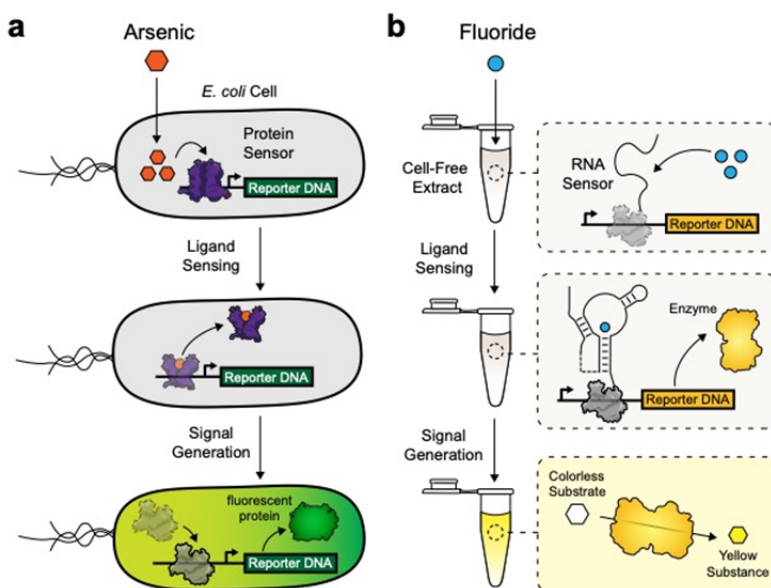 a
Arsenic
E. coli Cell
Protein
Sensor
Reporter DNA
Ligand
Sensing
Reporter DNA
Signal
Generation
fluorescent
protein
Reporter DNA
b
Fluoride
Cell-Free
Extract
RNA
Sensor
Reporter DNA
Ligand
Sensing
Enzyme
Reporter DNA
Signal
Generation
Colorless
Substrate
Yellow
Substance